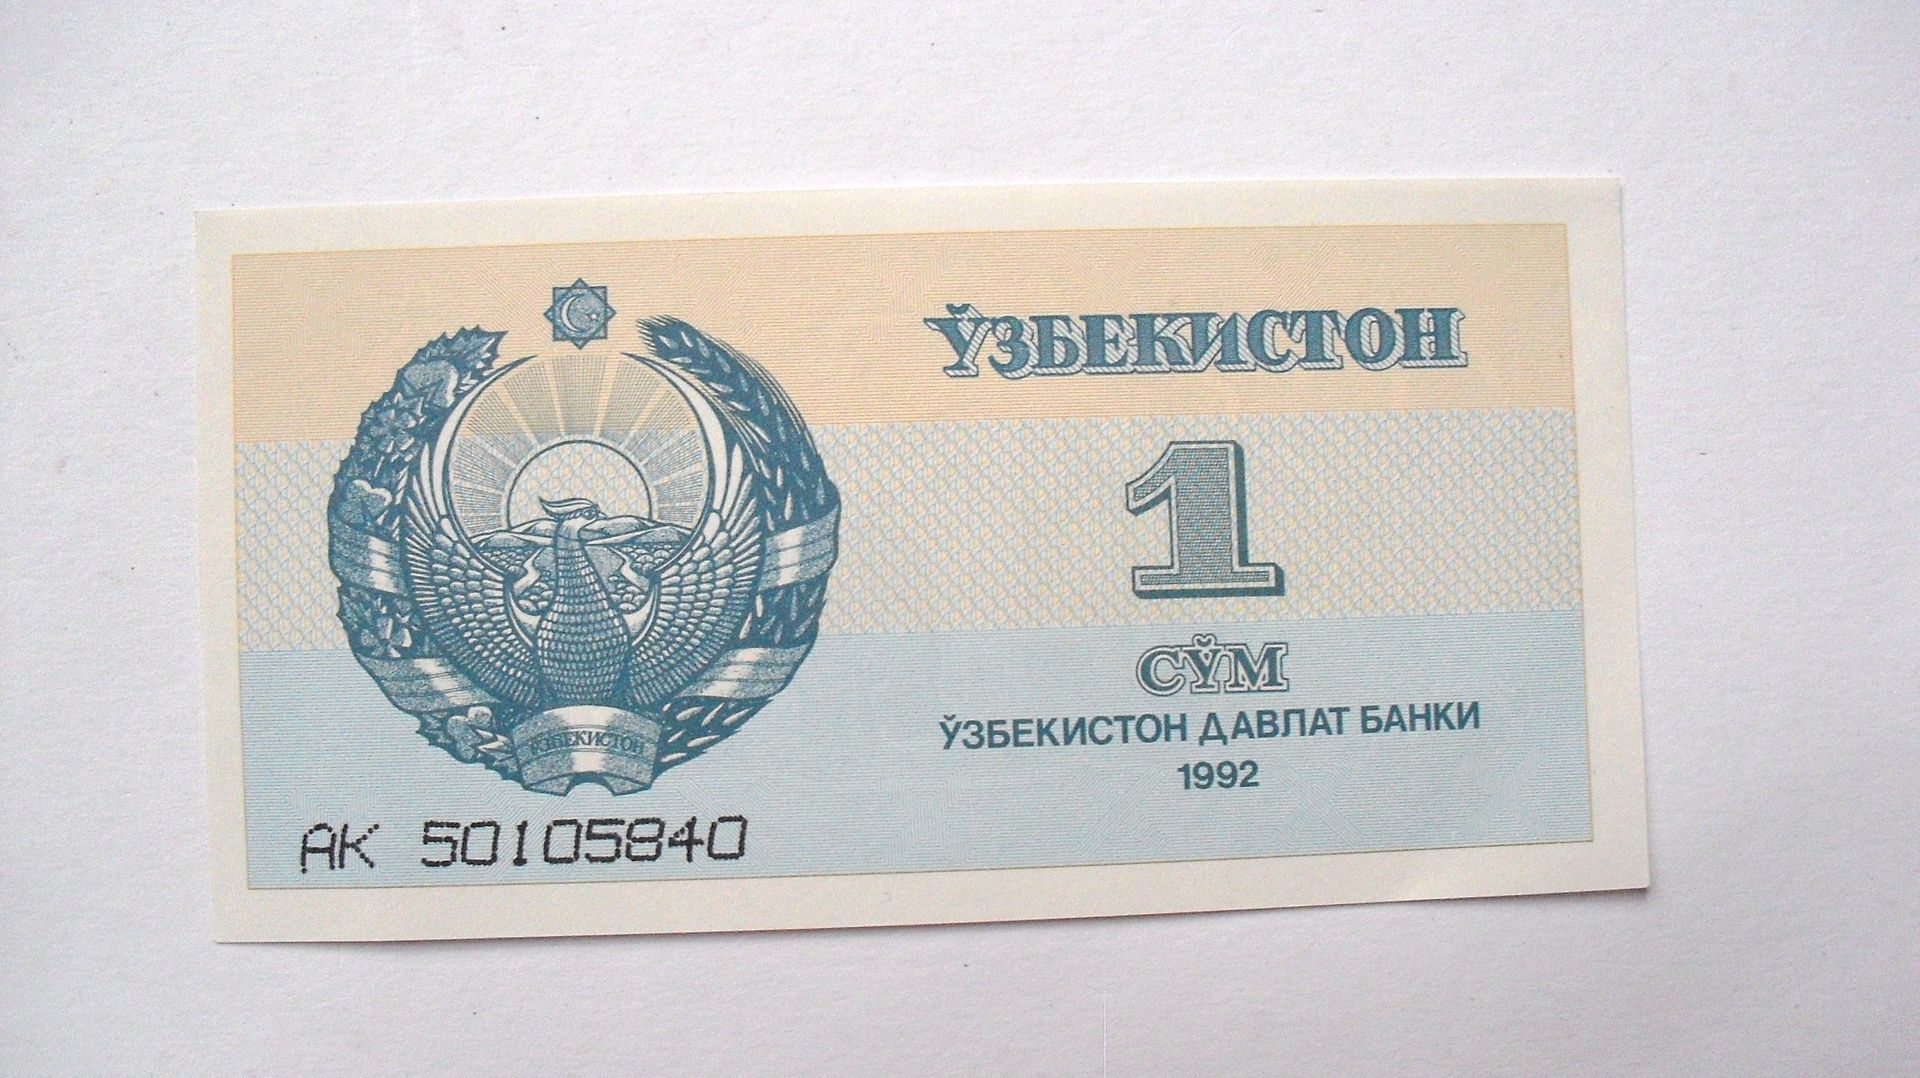 ЎЗБЕКИСТОН
1
СЎМ
ЎЗБЕКИСТОН ДАВЛАТ БАНКИ
1992
ЎЗБЕКИСТОН
АК 50105840